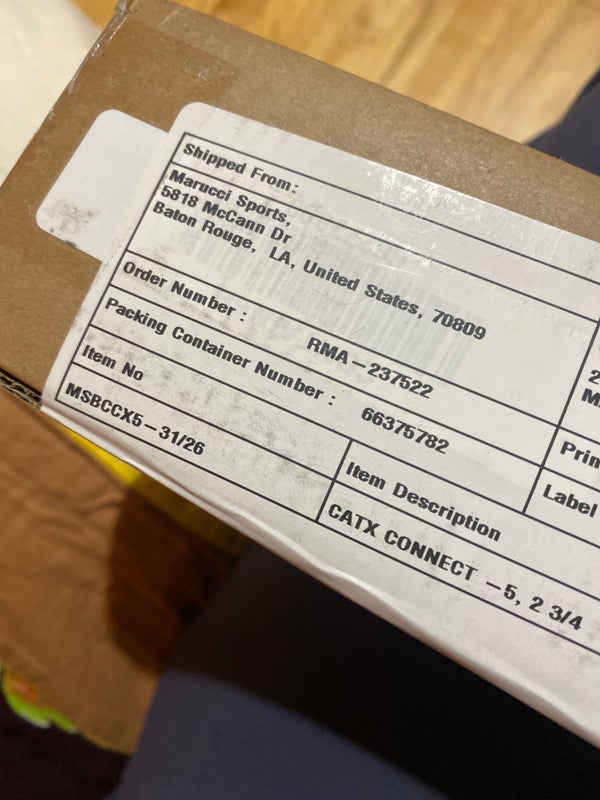 Shipped From:
Marucci Sports,
5818 McCann Dr
Baton Rouge, LA, United States, 70809
Order Number : RMA-237522
Packing Container Number : 66375782
Item No
Item Description
MSBCCX5-31/26
CATX CONNECT -5, 2 3/4
Label